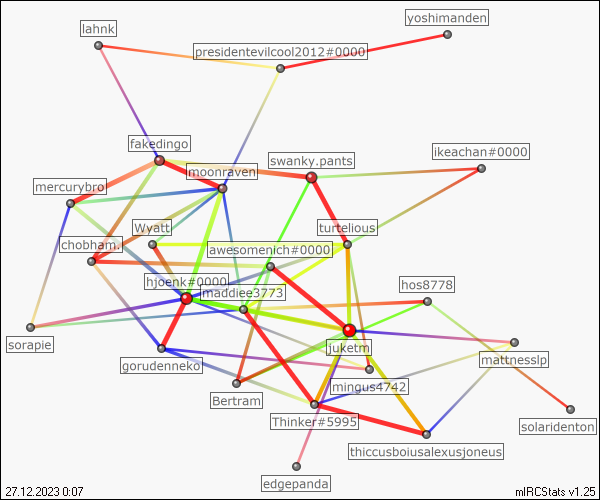 yoshimanden
lahnk
presidentevilcool2012#0000
fakedingo
ikeachan#0000
swanky.pants
moonraven
mercurybro
Wyatt
turtelious
chobham.
awesomenich#0000
hjoenk#0000
hos8778
maddiee3773
sorapie
juketm
mattnesslp
gorudenneko
mingus4742
Bertram
Thinker#5995
solaridenton
thiccusboiusalexusjoneus
edgepanda
27.12.2023 0:07
mIRCStats v1.25